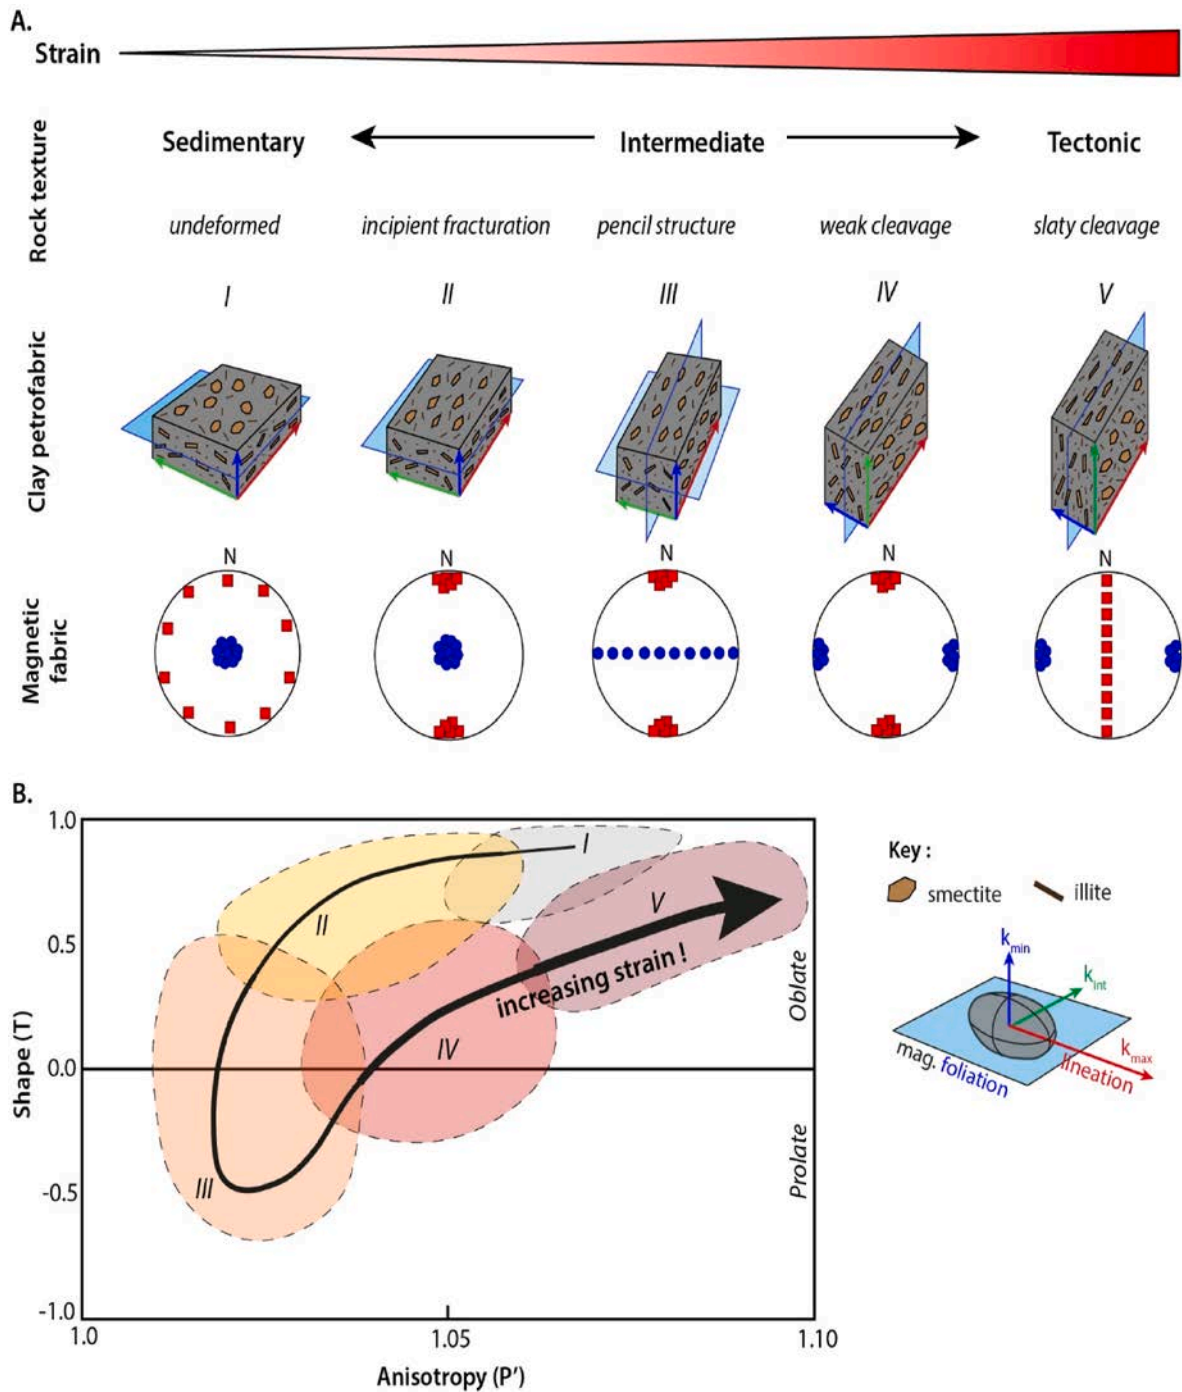 A.
Strain
Rock texture
Sedimentary
Intermediate
Tectonic
undeformed
incipient fracturation
pencil structure
weak cleavage
slaty cleavage
I
II
III
IV
V
Clay petrofabric
Magnetic
fabric
N
N
N
N
N
B.
1.0
0.5
0.0
-0.5
-1.0
Shape (T)
I
II
III
IV
V
increasing strain !
Oblate
Prolate
1.0
1.05
1.10
Anisotropy (P')
Key :
smectite
illite
kmin
kint
kmax
mag. foliation
lineation